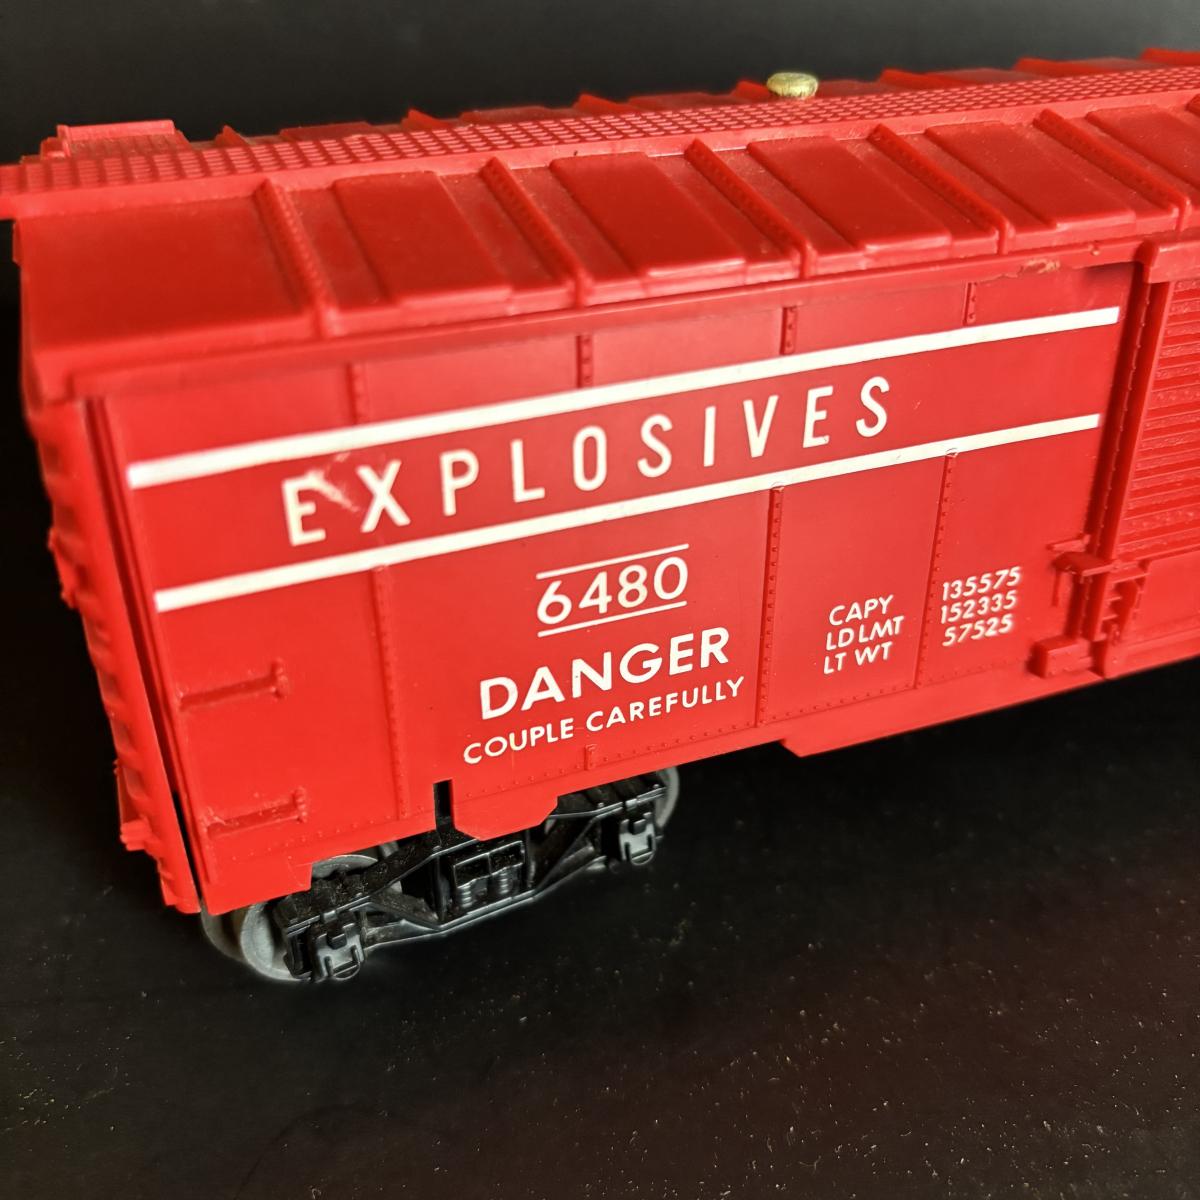 EXPLOSIVES
6480
DANGER
COUPLE CAREFULLY
CAPY 135575
LD LMT 152335
LT WT 57525